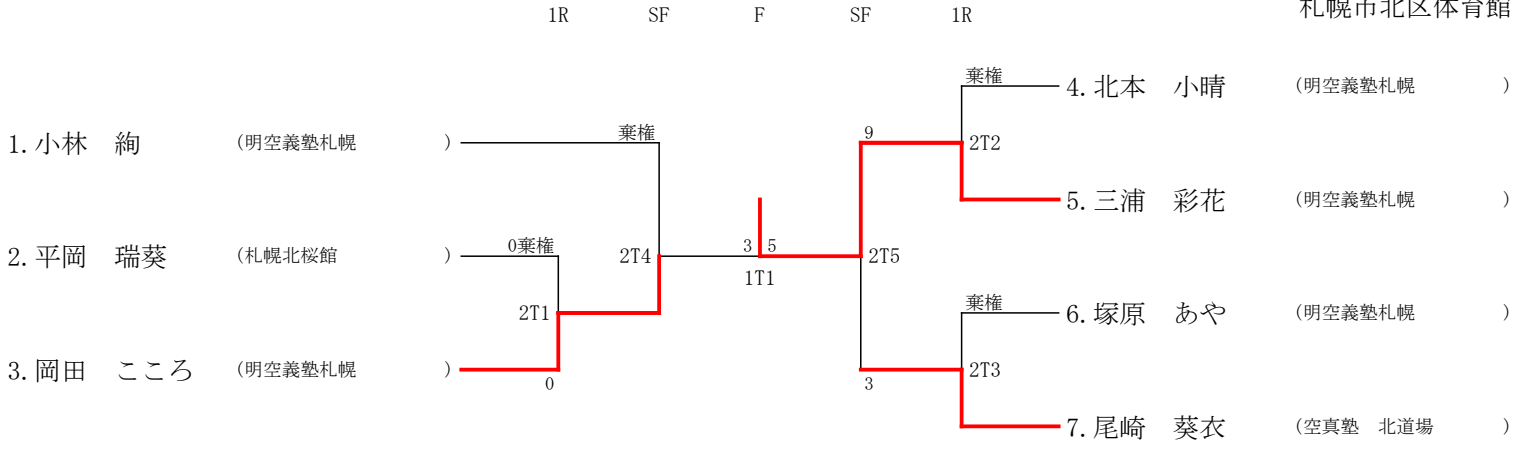 札幌市北区体育館
1R SF F SF 1R
棄権 4.北本 小晴 (明空義塾札幌 )
1.小林 絢 (明空義塾札幌 ) 棄権 9 2T2
5.三浦 彩花 (明空義塾札幌 )
2.平岡 瑞葵 (札幌北桜館 ) 0棄権 2T4 3 5 2T5
1T1
2T1 棄権 6.塚原 あや (明空義塾札幌 )
3.岡田 こころ (明空義塾札幌 ) 0 3 2T3
7.尾崎 葵衣 (空真塾 北道場 )